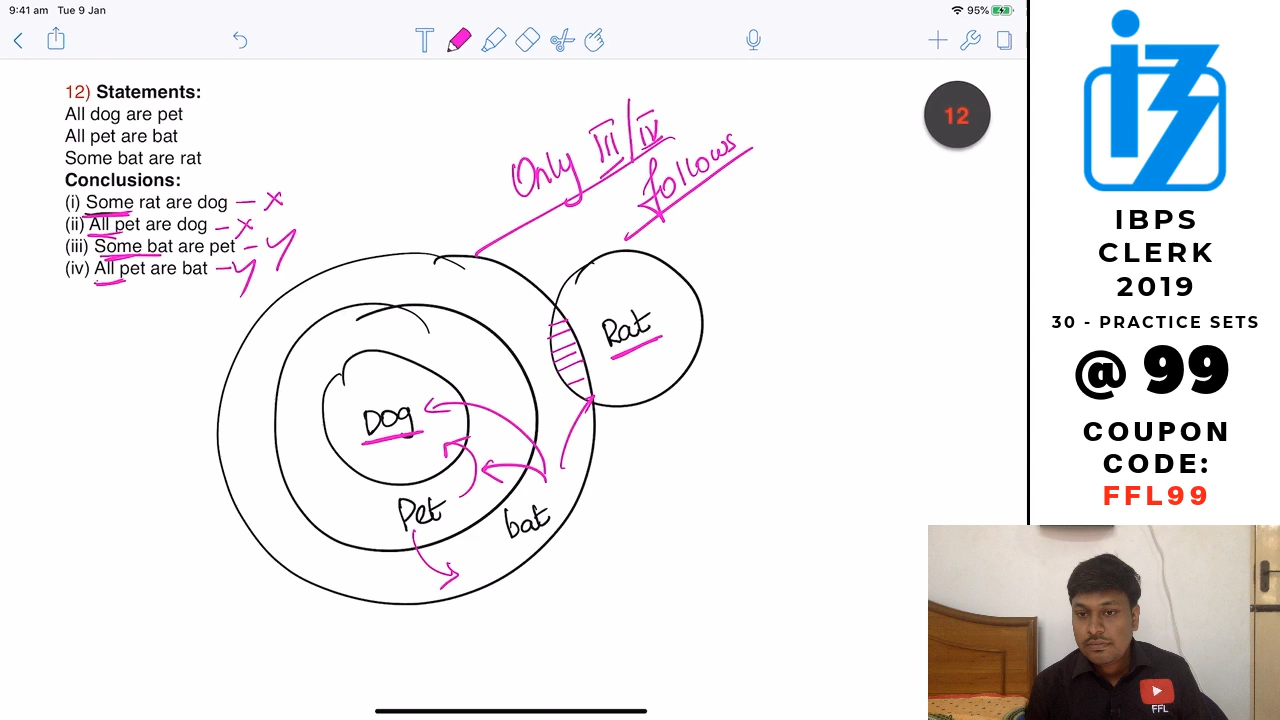 9:41 am Tue 9 Jan
95%
T
12) Statements:
All dog are pet
All pet are bat
Some bat are rat
Conclusions:
(i) Some rat are dog – x
(ii) All pet are dog – x
(iii) Some bat are pet – y
(iv) All pet are bat – y
Only III/IV
follows
12
Rat
Dog
Pet
bat
IBPS
CLERK
2019
30 - PRACTICE SETS
@ 99
COUPON
CODE:
FFL99
FFL